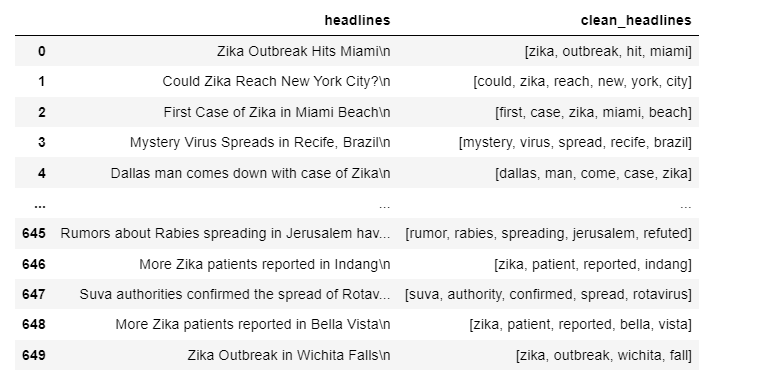 headlines clean_headlines
0 Zika Outbreak Hits Miami\n [zika, outbreak, hit, miami]
1 Could Zika Reach New York City?\n [could, zika, reach, new, york, city]
2 First Case of Zika in Miami Beach\n [first, case, zika, miami, beach]
3 Mystery Virus Spreads in Recife, Brazil\n [mystery, virus, spread, recife, brazil]
4 Dallas man comes down with case of Zika\n [dallas, man, come, case, zika]
... ... ...
645 Rumors about Rabies spreading in Jerusalem hav... [rumor, rabies, spreading, jerusalem, refuted]
646 More Zika patients reported in Indang\n [zika, patient, reported, indang]
647 Suva authorities confirmed the spread of Rotav... [suva, authority, confirmed, spread, rotavirus]
648 More Zika patients reported in Bella Vista\n [zika, patient, reported, bella, vista]
649 Zika Outbreak in Wichita Falls\n [zika, outbreak, wichita, fall]